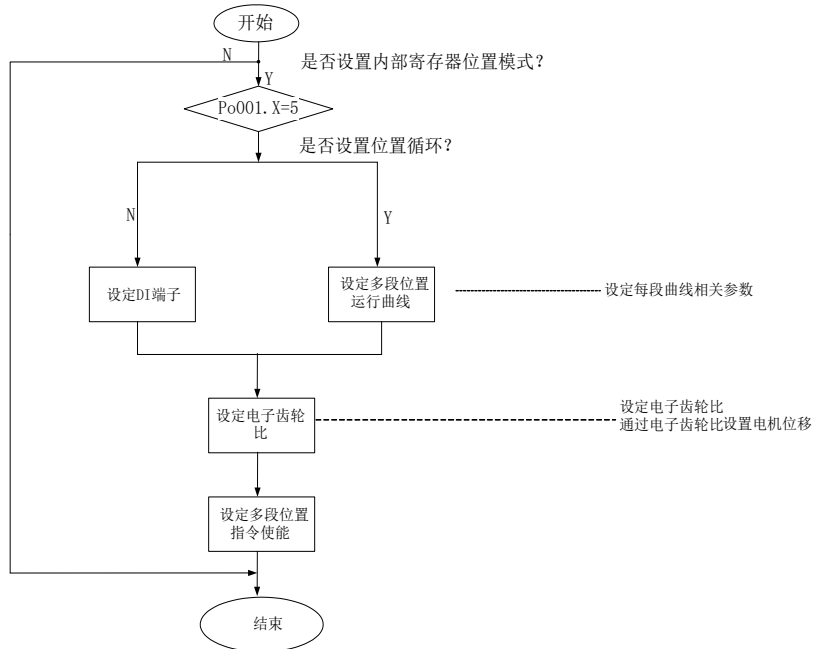 开始
N
是否设置内部寄存器位置模式？
Y
Po001.X=5
是否设置位置循环？
N
Y
设定DI端子
设定多段位置
运行曲线
设定每段曲线相关参数
设定电子齿轮
比
设定电子齿轮比
通过电子齿轮比设置电机位移
设定多段位置
指令使能
结束